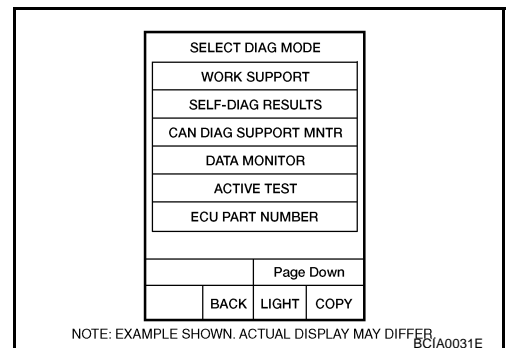 SELECT DIAG MODE
WORK SUPPORT
SELF-DIAG RESULTS
CAN DIAG SUPPORT MNTR
DATA MONITOR
ACTIVE TEST
ECU PART NUMBER
Page Down
BACK LIGHT COPY
NOTE: EXAMPLE SHOWN. ACTUAL DISPLAY MAY DIFFER.
BCIA0031E